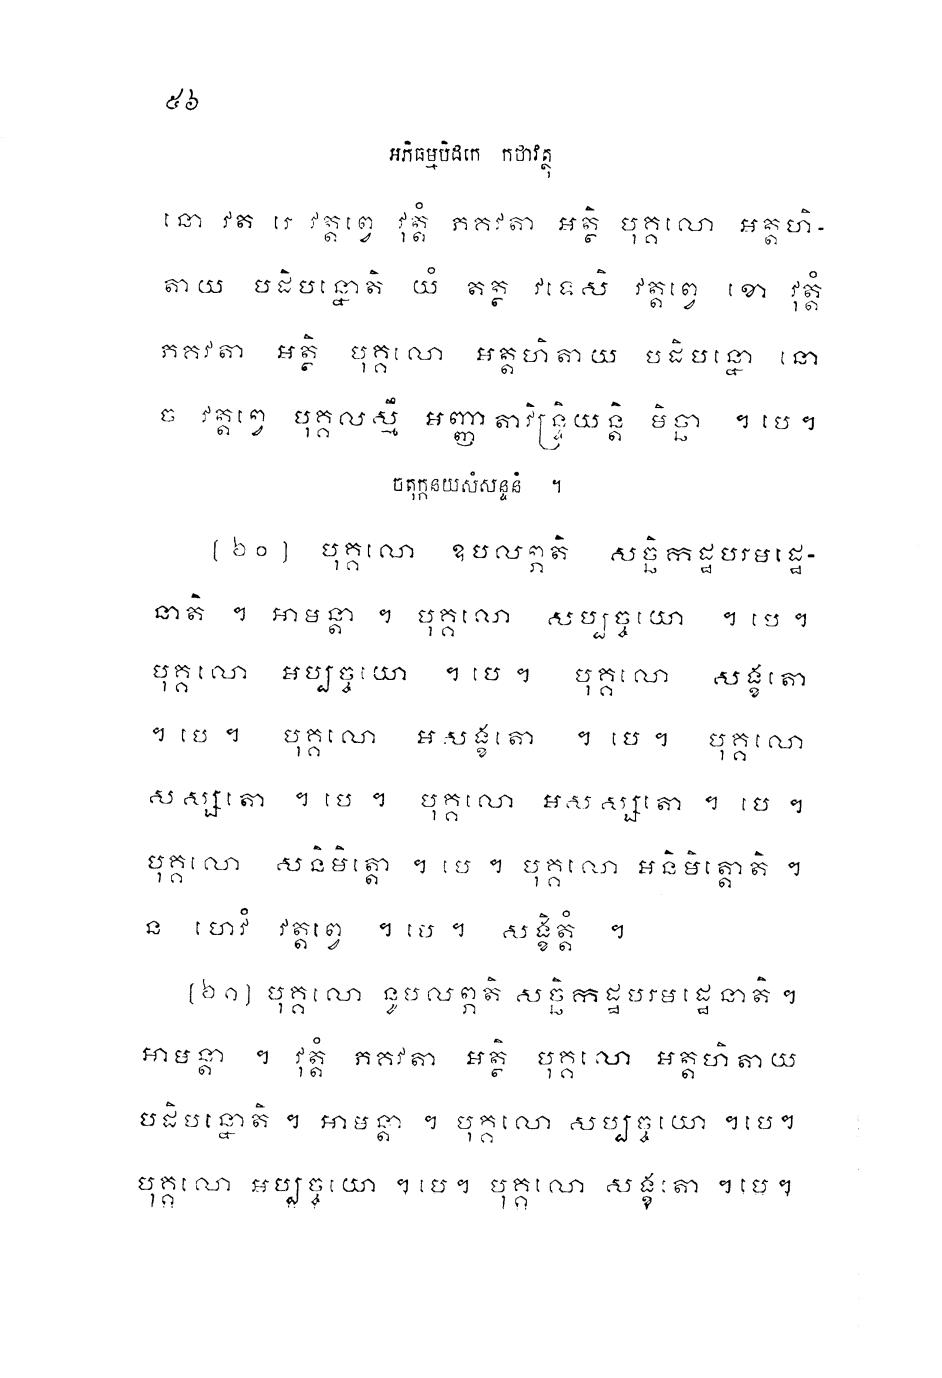 ៥៦
អភិធម្មបិដកេ កថាវត្ថុ
នោ វត រេ វត្តព្វេ វុត្តំ ភគវតា អត្ថិ បុគ្គលោ អត្តហិ-
តាយ បដិបន្នោតិ យំ តត្ថ វទេសិ វត្តព្វេ ខោ វុត្តំ
ភគវតា អត្ថិ បុគ្គលោ អត្តហិតាយ បដិបន្នោ នោ
ច វត្តព្វេ បុគ្គលស្មឹ អញ្ញាតាវិន្ទ្រិយន្តិ មិច្ឆា ។ បេ។
ចតុក្កនយសំសន្ទនំ ។
(៦០) បុគ្គលោ ឧបលព្ភតិ សច្ឆិកដ្ឋបរមដ្ឋេ-
នាតិ ។ អាមន្តា ។ បុគ្គលោ សប្បច្ចយោ ។ បេ ។
បុគ្គលោ អប្បច្ចយោ ។ បេ ។ បុគ្គលោ សង្ខតោ
។ បេ ។ បុគ្គលោ អសង្ខតោ ។ បេ ។ បុគ្គលោ
សស្សតោ ។ បេ ។ បុគ្គលោ អសស្សតោ ។ បេ ។
បុគ្គលោ សនិមិត្តោ ។ បេ ។ បុគ្គលោ អនិមិត្តោតិ ។
ន ហេវំ វត្តព្វេ ។ បេ ។ សង្ខិត្តំ ។
(៦១) បុគ្គលោ នូបលព្ភតិ សច្ឆិកដ្ឋបរមដ្ឋេនាតិ ។
អាមន្តា ។ វុត្តំ ភគវតា អត្ថិ បុគ្គលោ អត្តហិតាយ
បដិបន្នោតិ ។ អាមន្តា ។ បុគ្គលោ សប្បច្ចយោ ។បេ។
បុគ្គលោ អប្បច្ចយោ ។បេ។ បុគ្គលោ សង្ខតោ ។បេ។